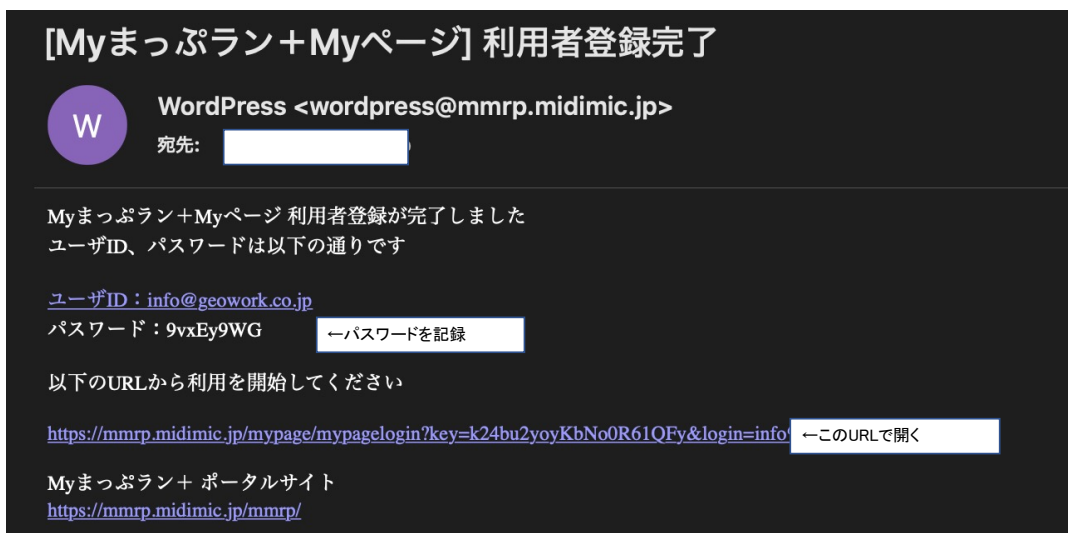 [Myまっぷラン＋Myページ] 利用者登録完了
W
WordPress <wordpress@mmrp.midimic.jp>
宛先:
Myまっぷラン＋Myページ 利用者登録が完了しました
ユーザID、パスワードは以下の通りです
ユーザID：info@geowork.co.jp
パスワード：9vxEy9WG
←パスワードを記録
以下のURLから利用を開始してください
https://mmrp.midimic.jp/mypage/mypagelogin?key=k24bu2yoyKbNo0R61QFy&login=info
←このURLで開く
Myまっぷラン＋ ポータルサイト
https://mmrp.midimic.jp/mmrp/